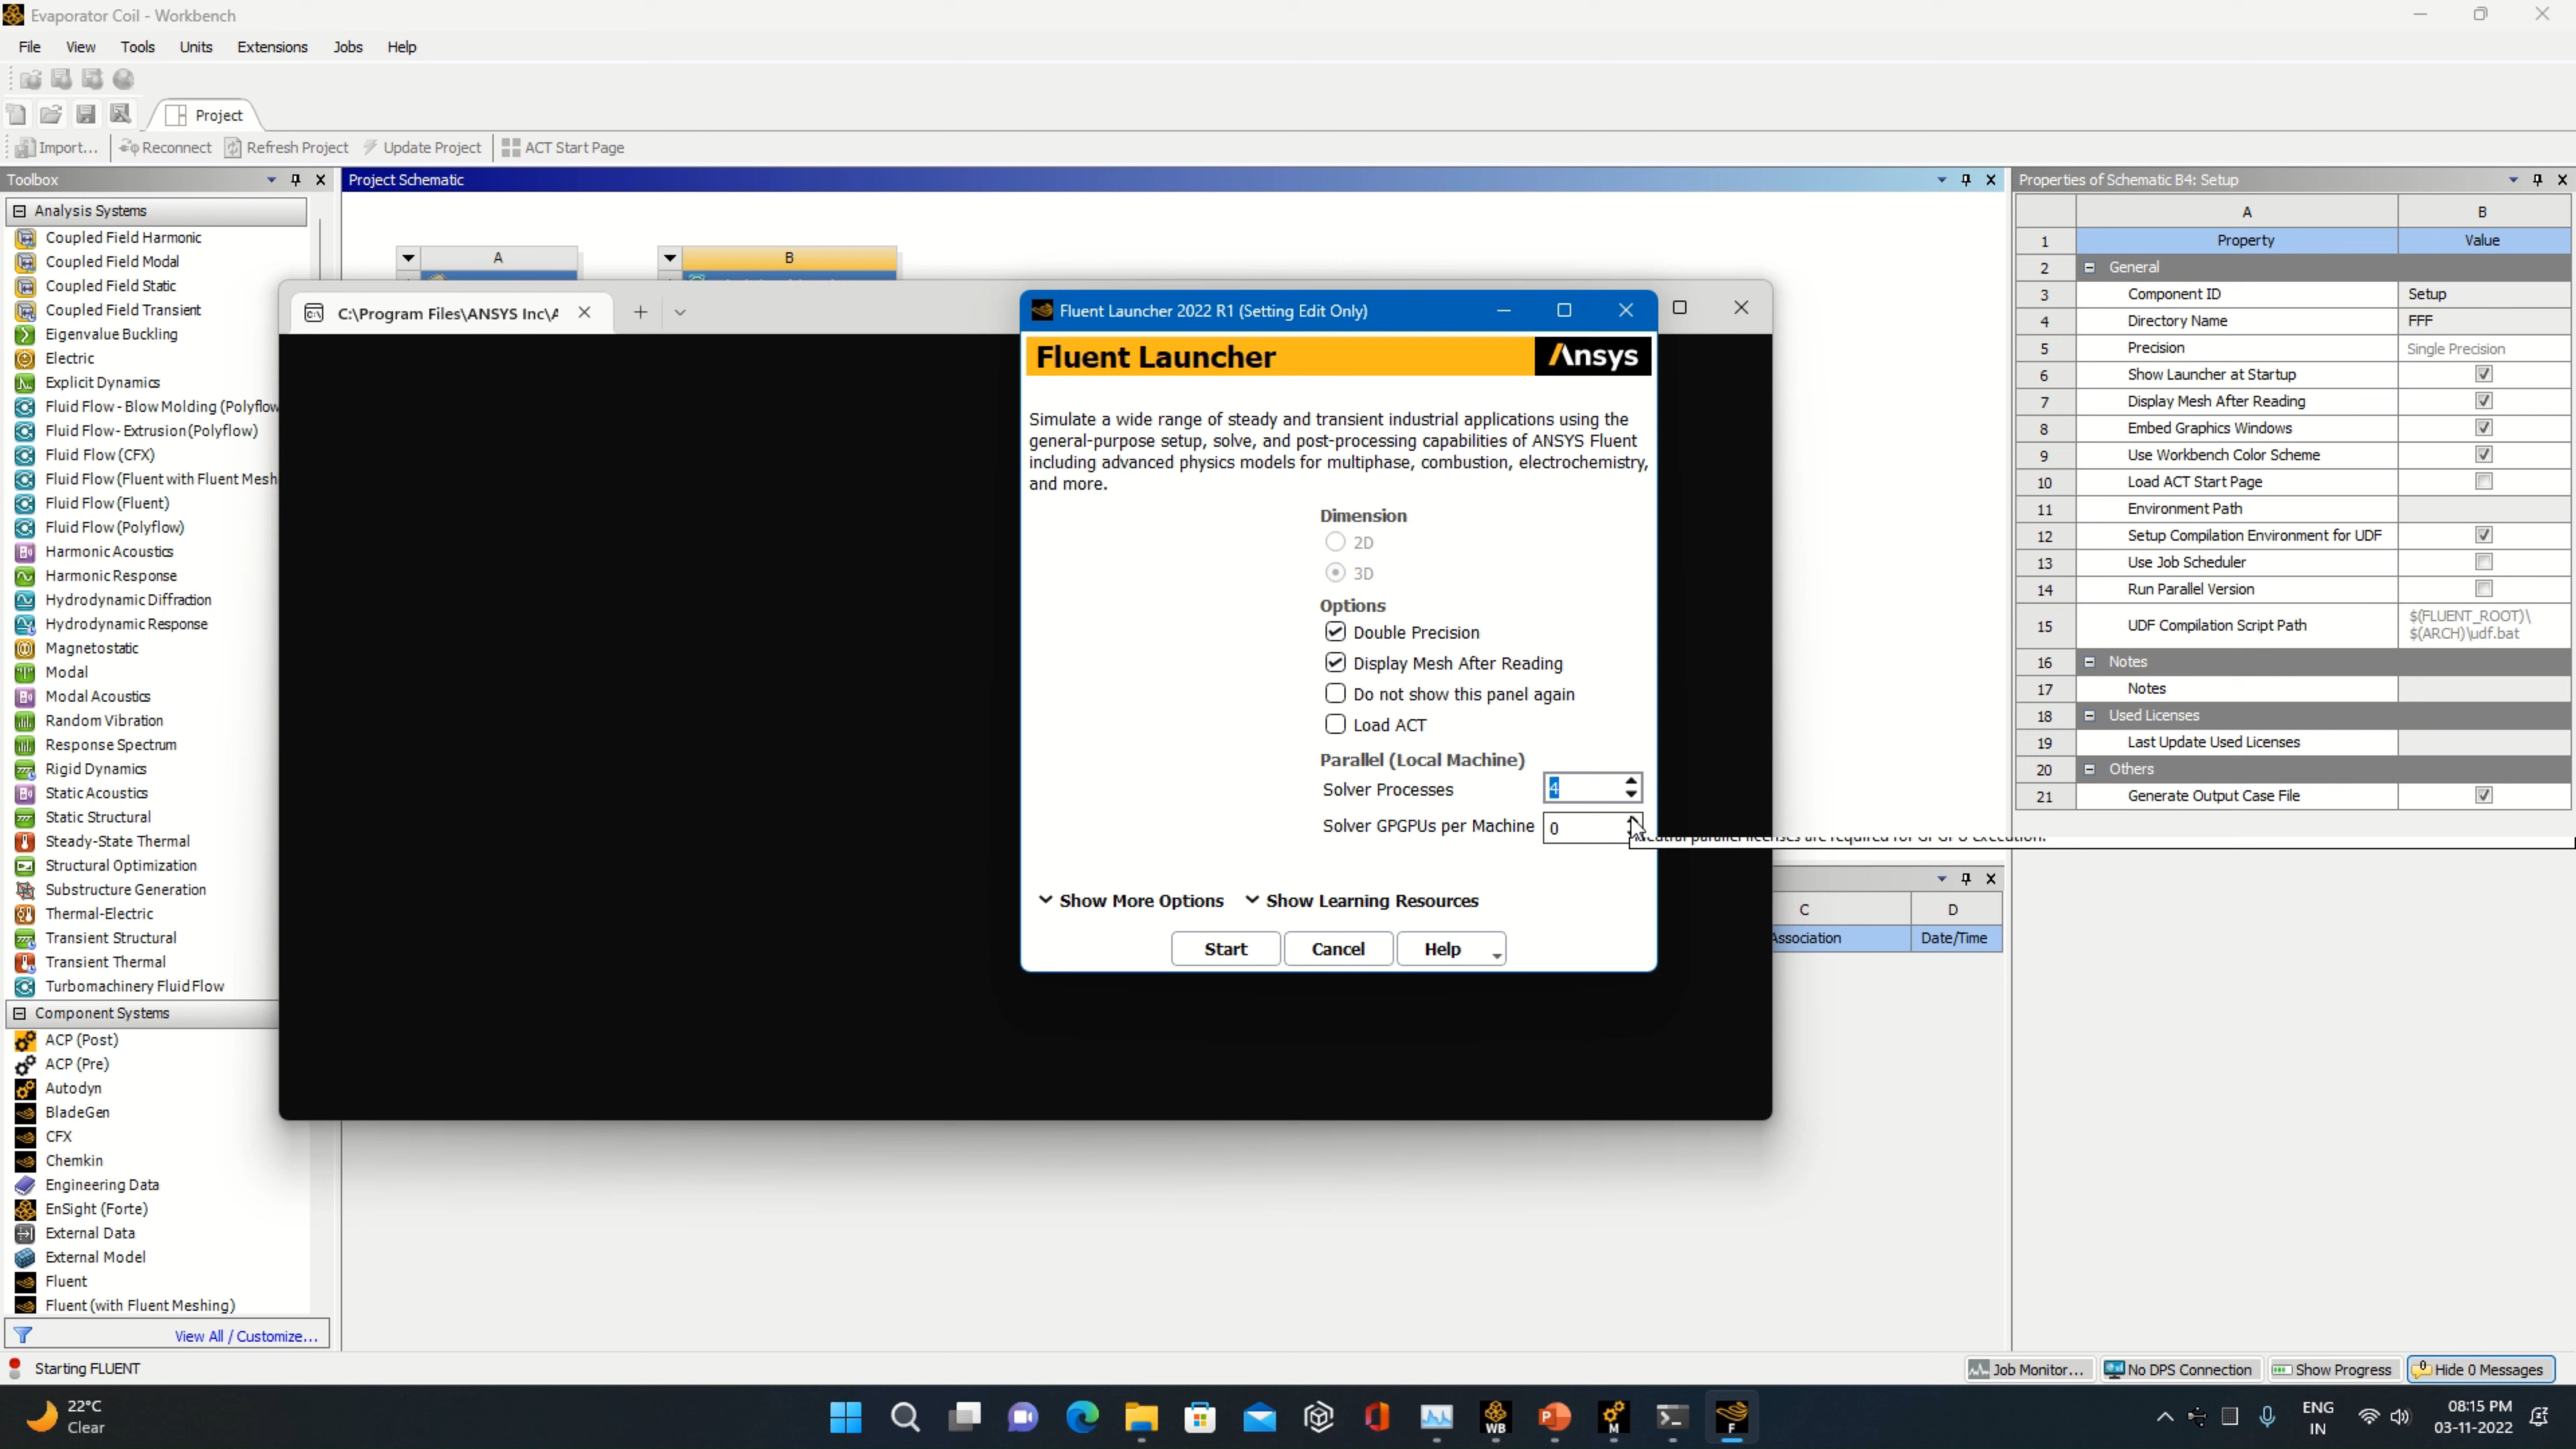 Evaporator Coil - Workbench
File View Tools Units Extensions Jobs Help
Project
Import... Reconnect Refresh Project Update Project ACT Start Page
Toolbox
Analysis Systems
Coupled Field Harmonic
Coupled Field Modal
Coupled Field Static
Coupled Field Transient
Eigenvalue Buckling
Electric
Explicit Dynamics
Fluid Flow - Blow Molding (Polyflow
Fluid Flow - Extrusion (Polyflow)
Fluid Flow (CFX)
Fluid Flow (Fluent with Fluent Mesh
Fluid Flow (Fluent)
Fluid Flow (Polyflow)
Harmonic Acoustics
Harmonic Response
Hydrodynamic Diffraction
Hydrodynamic Response
Magnetostatic
Modal
Modal Acoustics
Random Vibration
Response Spectrum
Rigid Dynamics
Static Acoustics
Static Structural
Steady-State Thermal
Structural Optimization
Substructure Generation
Thermal-Electric
Transient Structural
Transient Thermal
Turbomachinery Fluid Flow
Component Systems
ACP (Post)
ACP (Pre)
Autodyn
BladeGen
CFX
Chemkin
Engineering Data
EnSight (Forte)
External Data
External Model
Fluent
Fluent (with Fluent Meshing)
View All / Customize...
Project Schematic
A B
C:\Program Files\ANSYS Inc\A
Fluent Launcher 2022 R1 (Setting Edit Only)
Fluent Launcher Ansys
Simulate a wide range of steady and transient industrial applications using the
general-purpose setup, solve, and post-processing capabilities of ANSYS Fluent
including advanced physics models for multiphase, combustion, electrochemistry,
and more.
Dimension
2D
3D
Options
Double Precision
Display Mesh After Reading
Do not show this panel again
Load ACT
Parallel (Local Machine)
Solver Processes 4
Solver GPGPUs per Machine 0
neutral parallel licenses are required for GPGPU execution.
Show More Options Show Learning Resources
Start Cancel Help
C D
Association Date/Time
Properties of Schematic B4: Setup
A B
1 Property Value
2 General
3 Component ID Setup
4 Directory Name FFF
5 Precision Single Precision
6 Show Launcher at Startup
7 Display Mesh After Reading
8 Embed Graphics Windows
9 Use Workbench Color Scheme
10 Load ACT Start Page
11 Environment Path
12 Setup Compilation Environment for UDF
13 Use Job Scheduler
14 Run Parallel Version
15 UDF Compilation Script Path $(FLUENT_ROOT)\
$(ARCH)\udf.bat
16 Notes
17 Notes
18 Used Licenses
19 Last Update Used Licenses
20 Others
21 Generate Output Case File
Starting FLUENT
Job Monitor... No DPS Connection Show Progress Hide 0 Messages
22°C
Clear
WB M F
ENG
IN
08:15 PM
03-11-2022